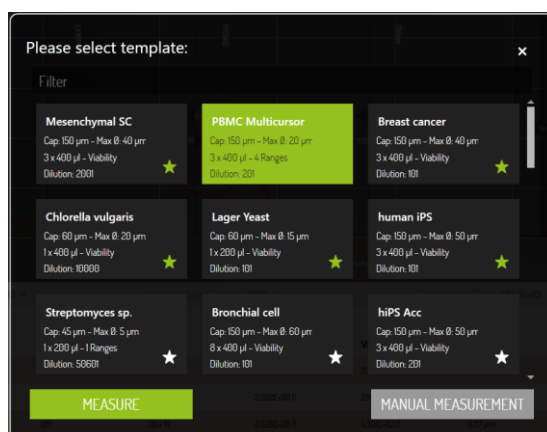 Please select template:
×
Filter
Mesenchymal SC
Cap: 150 µm - Max Ø: 40 µm
3 x 400 µl - Viability
Dilution: 2001
PBMC Multicursor
Cap: 150 µm - Max Ø: 20 µm
3 x 400 µl - 4 Ranges
Dilution: 201
Breast cancer
Cap: 150 µm - Max Ø: 40 µm
3 x 400 µl - Viability
Dilution: 101
Chlorella vulgaris
Cap: 60 µm - Max Ø: 20 µm
1 x 400 µl - Viability
Dilution: 10000
Lager Yeast
Cap: 60 µm - Max Ø: 15 µm
1 x 200 µl - Viability
Dilution: 101
human iPS
Cap: 150 µm - Max Ø: 50 µm
3 x 400 µl - Viability
Dilution: 101
Streptomyces sp.
Cap: 45 µm - Max Ø: 5 µm
1 x 200 µl - 1 Ranges
Dilution: 50601
Bronchial cell
Cap: 150 µm - Max Ø: 60 µm
8 x 400 µl - Viability
Dilution: 101
hiPS Acc
Cap: 150 µm - Max Ø: 50 µm
3 x 400 µl - Viability
Dilution: 201
MEASURE
MANUAL MEASUREMENT